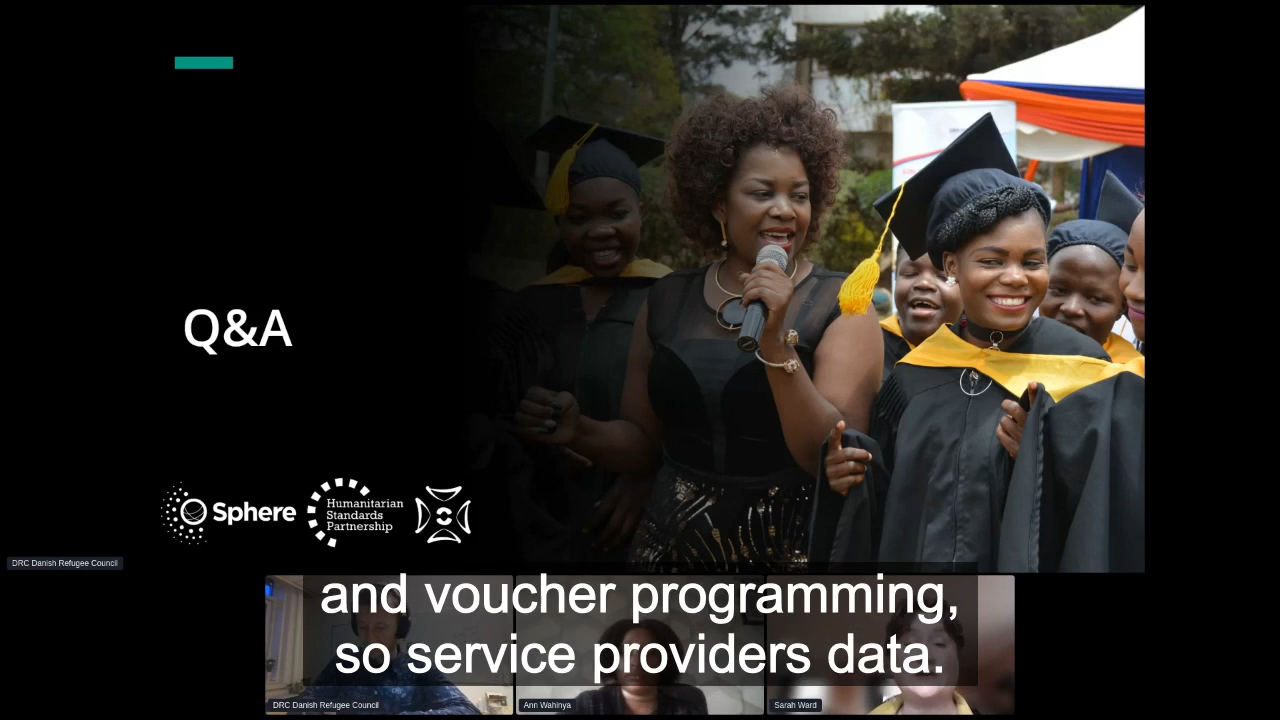 Q&A
Sphere
Humanitarian
Standards
Partnership
DRC Danish Refugee Council
and voucher programming,
so service providers data.
DRC Danish Refugee Council
Ann Wahinya
Sarah Ward